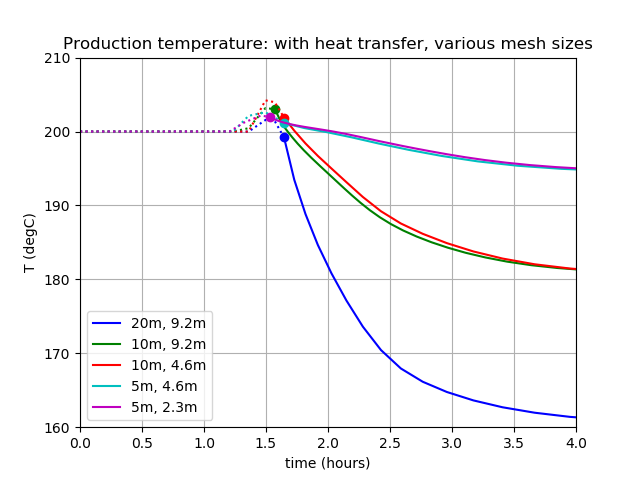 Production temperature: with heat transfer, various mesh sizes
210
200
190
180
170
160
T (degC)
20m, 9.2m
10m, 9.2m
10m, 4.6m
5m, 4.6m
5m, 2.3m
0.0 0.5 1.0 1.5 2.0 2.5 3.0 3.5 4.0
time (hours)